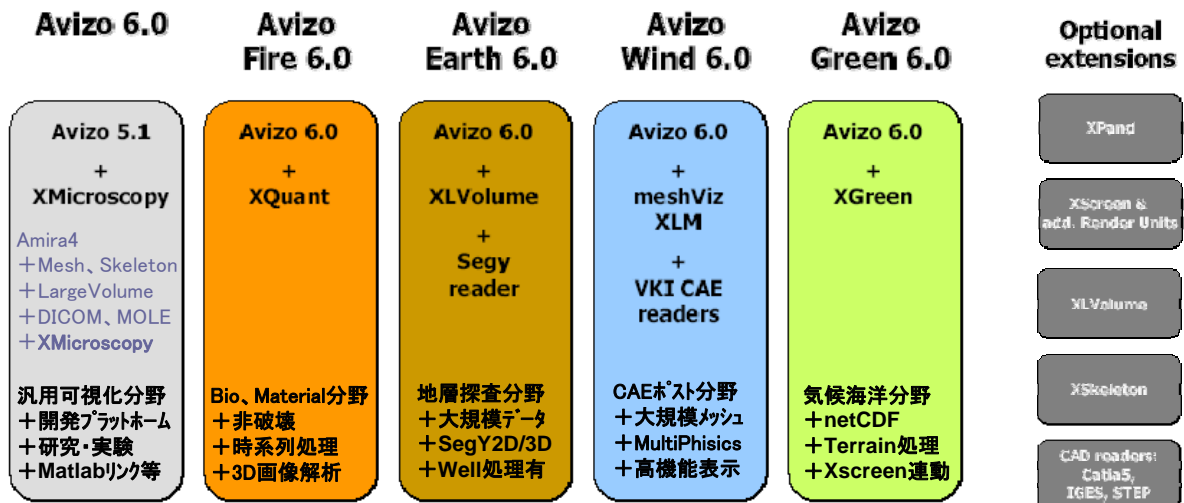 Avizo 6.0
Avizo
Fire 6.0
Avizo
Earth 6.0
Avizo
Wind 6.0
Avizo
Green 6.0
Optional
extensions
Avizo 5.1
+
XMicroscopy
Amira4
＋Mesh、Skeleton
＋LargeVolume
＋DICOM、MOLE
＋XMicroscopy
汎用可視化分野
＋開発ﾌﾟﾗｯﾄホーム
＋研究・実験
＋Matlabﾘﾝｸ等
Avizo 6.0
+
XQuant
Bio、Material分野
＋非破壊
＋時系列処理
＋3D画像解析
Avizo 6.0
+
XLVolume
+
Segy
reader
地層探査分野
＋大規模ﾃﾞｰﾀ
＋SegY2D/3D
＋Well処理有
Avizo 6.0
+
meshViz
XLM
+
VKI CAE
readers
CAEﾎﾟｽﾄ分野
＋大規模ﾒｯｼｭ
＋MultiPhisics
＋高機能表示
Avizo 6.0
+
XGreen
気候海洋分野
＋netCDF
＋Terrain処理
＋Xscreen連動
XPand
XScreen &
add. Render Units
XLVolume
XSkeleton
CAD readers:
Catia5,
IGES, STEP